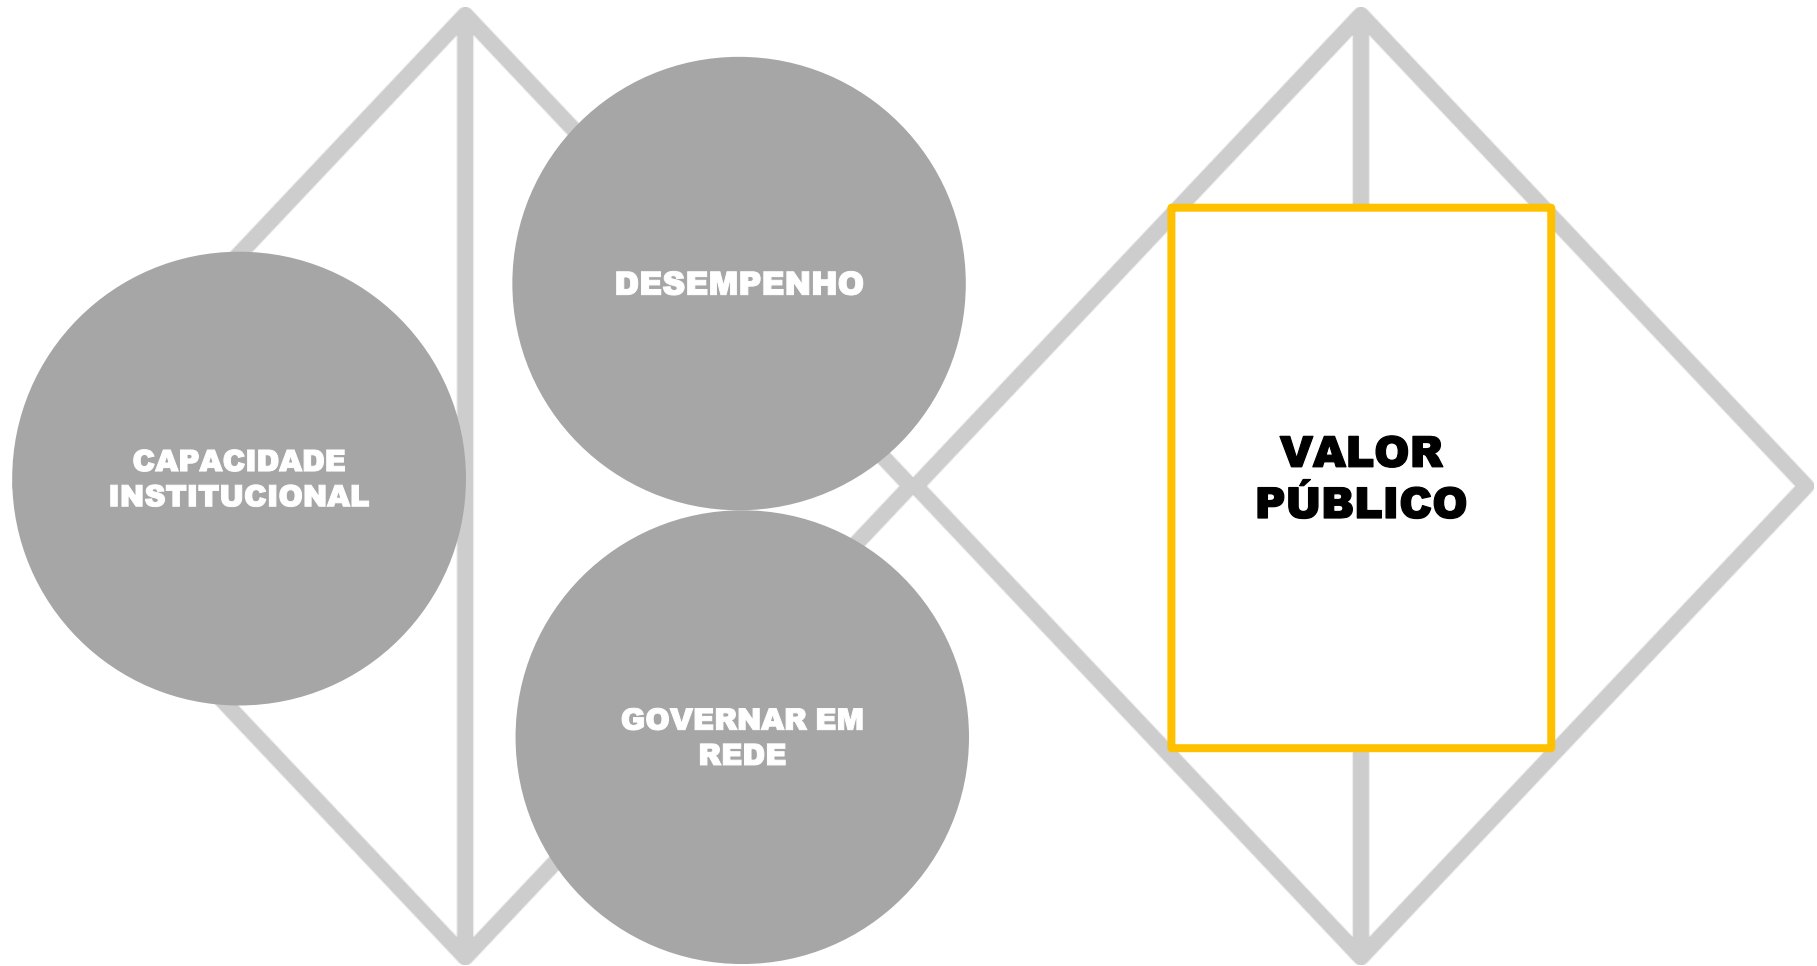 DESEMPENHO
CAPACIDADE
INSTITUCIONAL
GOVERNAR EM
REDE
VALOR
PÚBLICO